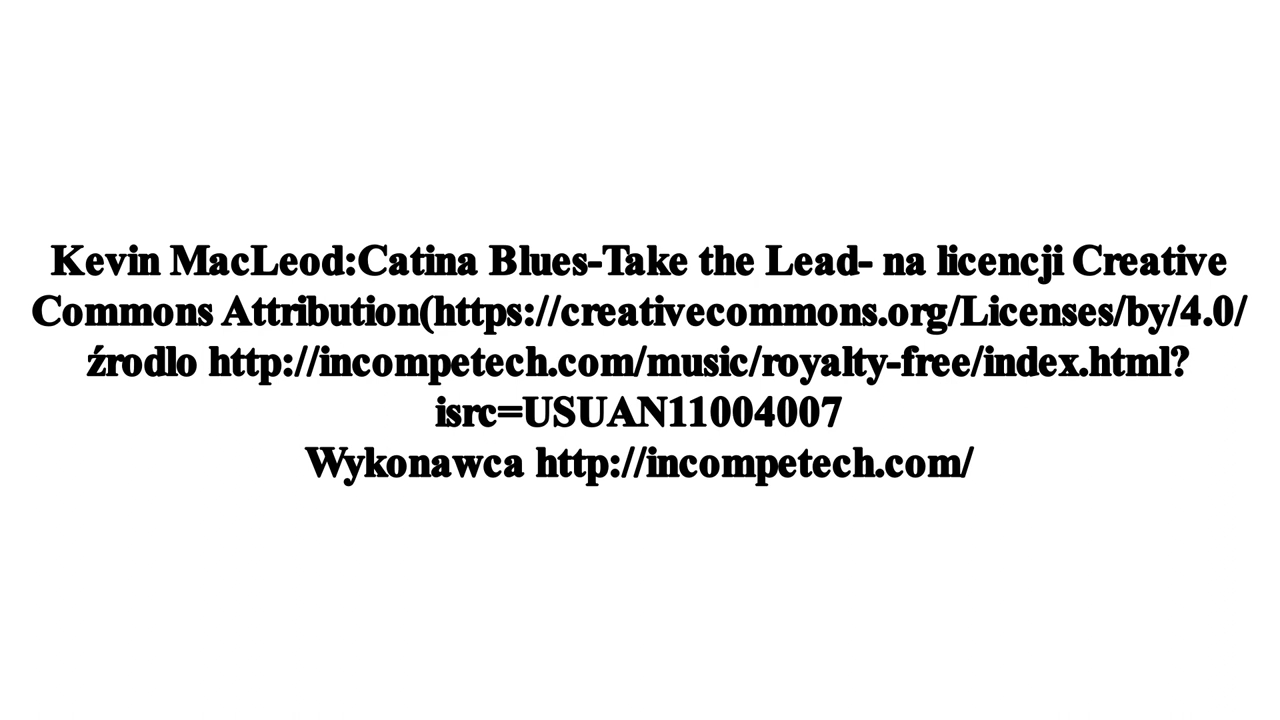 Kevin MacLeod:Catina Blues-Take the Lead- na licencji Creative
Commons Attribution(https://creativecommons.org/Licenses/by/4.0/
źrodlo http://incompetech.com/music/royalty-free/index.html?
isrc=USUAN11004007
Wykonawca http://incompetech.com/